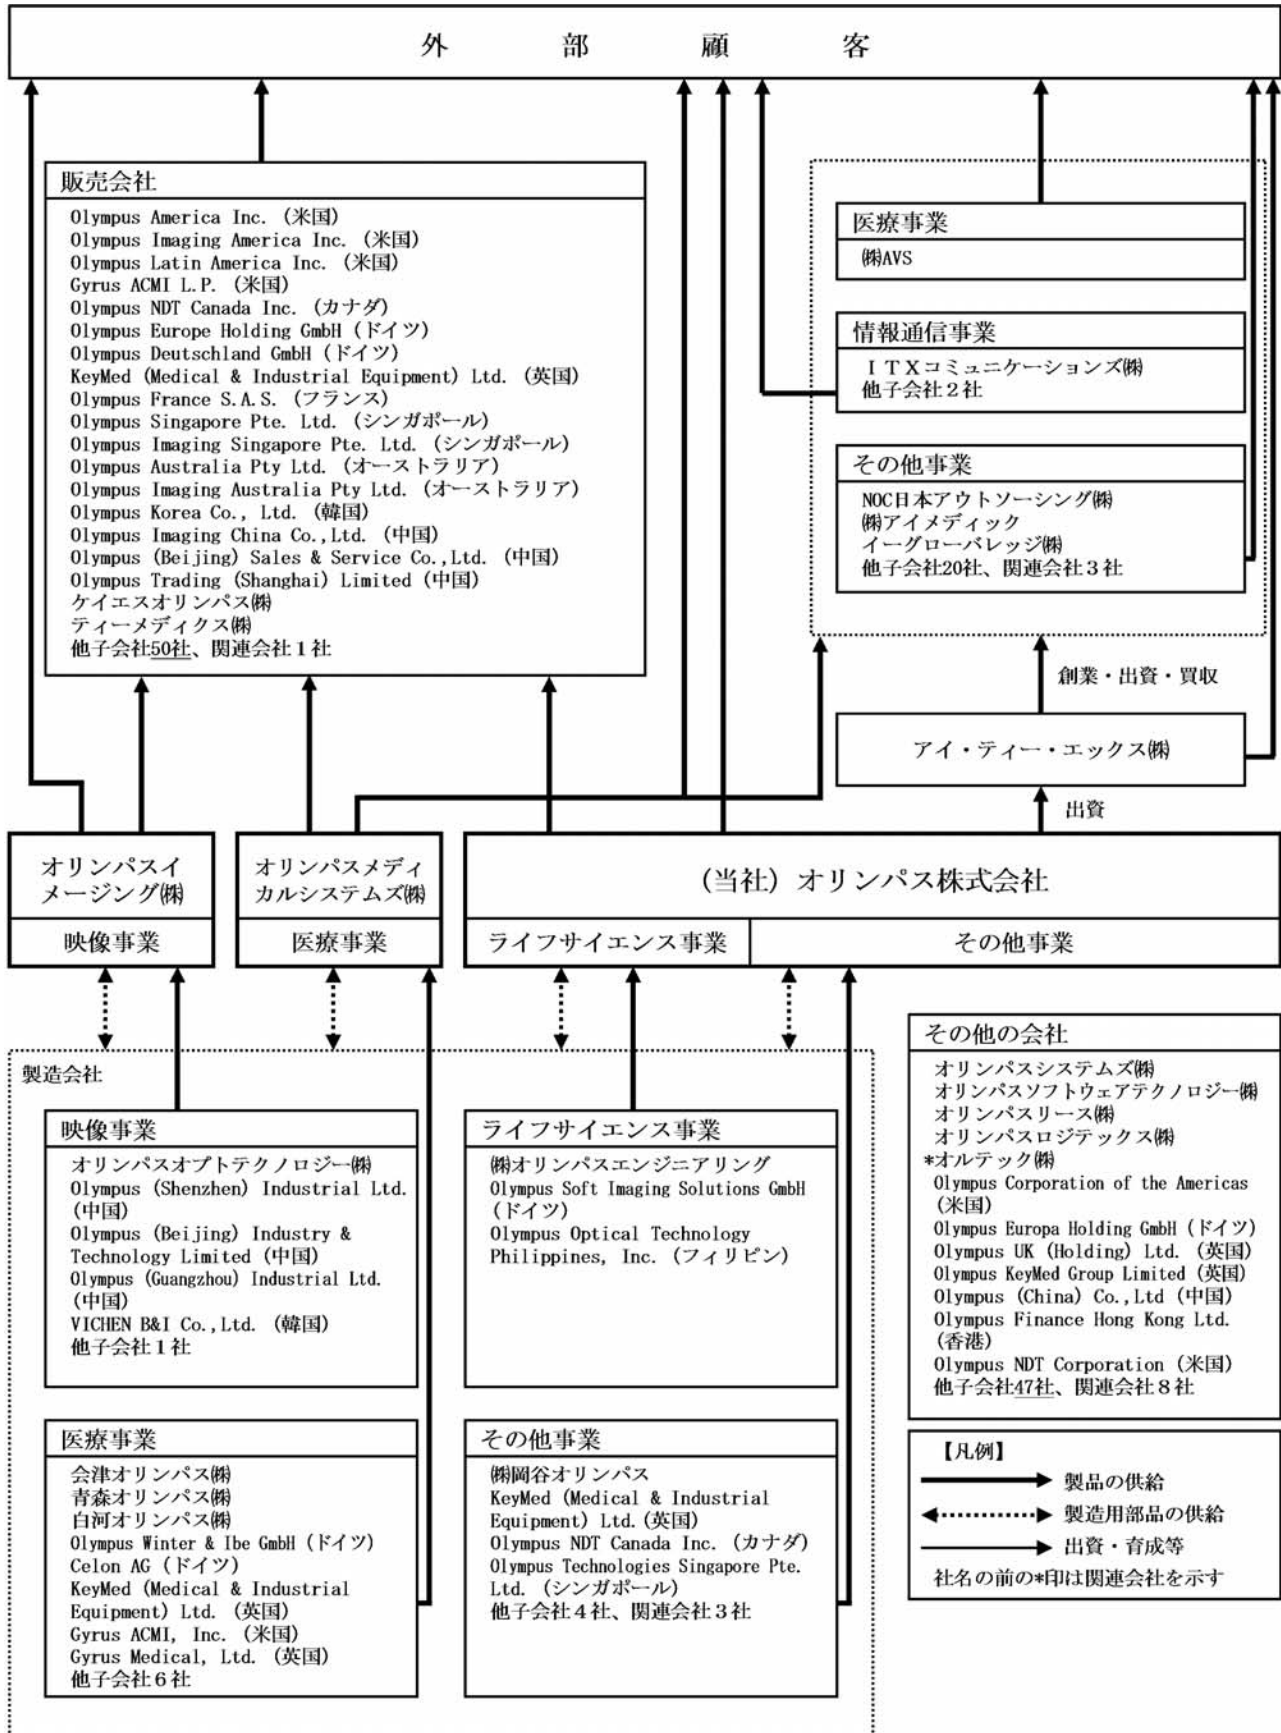 外部顧客
販売会社
Olympus America Inc. (米国)
Olympus Imaging America Inc. (米国)
Olympus Latin America Inc. (米国)
Gyrus ACMI L.P. (米国)
Olympus NDT Canada Inc. (カナダ)
Olympus Europe Holding GmbH (ドイツ)
Olympus Deutschland GmbH (ドイツ)
KeyMed (Medical & Industrial Equipment) Ltd. (英国)
Olympus France S.A.S. (フランス)
Olympus Singapore Pte. Ltd. (シンガポール)
Olympus Imaging Singapore Pte. Ltd. (シンガポール)
Olympus Australia Pty Ltd. (オーストラリア)
Olympus Imaging Australia Pty Ltd. (オーストラリア)
Olympus Korea Co., Ltd. (韓国)
Olympus Imaging China Co.,Ltd. (中国)
Olympus (Beijing) Sales & Service Co.,Ltd. (中国)
Olympus Trading (Shanghai) Limited (中国)
ケイエスオリンパス㈱
ティーメディクス㈱
他子会社50社、関連会社1社
医療事業
㈱AVS
情報通信事業
ITXコミュニケーションズ㈱
他子会社2社
その他事業
NOC日本アウトソーシング㈱
㈱アイメディック
イーグローバレッジ㈱
他子会社20社、関連会社3社
創業・出資・買収
アイ・ティー・エックス㈱
出資
オリンパスイ
メージング㈱
映像事業
オリンパスメディ
カルシステムズ㈱
医療事業
(当社) オリンパス株式会社
ライフサイエンス事業
その他事業
製造会社
映像事業
オリンパスオプトテクノロジー㈱
Olympus (Shenzhen) Industrial Ltd.
(中国)
Olympus (Beijing) Industry &
Technology Limited (中国)
Olympus (Guangzhou) Industrial Ltd.
(中国)
VICHEN B&I Co.,Ltd. (韓国)
他子会社1社
ライフサイエンス事業
㈱オリンパスエンジニアリング
Olympus Soft Imaging Solutions GmbH
(ドイツ)
Olympus Optical Technology
Philippines, Inc. (フィリピン)
医療事業
会津オリンパス㈱
青森オリンパス㈱
白河オリンパス㈱
Olympus Winter & Ibe GmbH (ドイツ)
Celon AG (ドイツ)
KeyMed (Medical & Industrial
Equipment) Ltd. (英国)
Gyrus ACMI, Inc. (米国)
Gyrus Medical, Ltd. (英国)
他子会社6社
その他事業
㈱岡谷オリンパス
KeyMed (Medical & Industrial
Equipment) Ltd.(英国)
Olympus NDT Canada Inc. (カナダ)
Olympus Technologies Singapore Pte.
Ltd. (シンガポール)
他子会社4社、関連会社3社
その他の会社
オリンパスシステムズ㈱
オリンパスソフトウェアテクノロジー㈱
オリンパスリース㈱
オリンパスロジテックス㈱
*オルテック㈱
Olympus Corporation of the Americas
(米国)
Olympus Europa Holding GmbH (ドイツ)
Olympus UK (Holding) Ltd. (英国)
Olympus KeyMed Group Limited (英国)
Olympus (China) Co.,Ltd (中国)
Olympus Finance Hong Kong Ltd.
(香港)
Olympus NDT Corporation (米国)
他子会社47社、関連会社8社
【凡例】
製品の供給
製造用部品の供給
出資・育成等
社名の前の*印は関連会社を示す